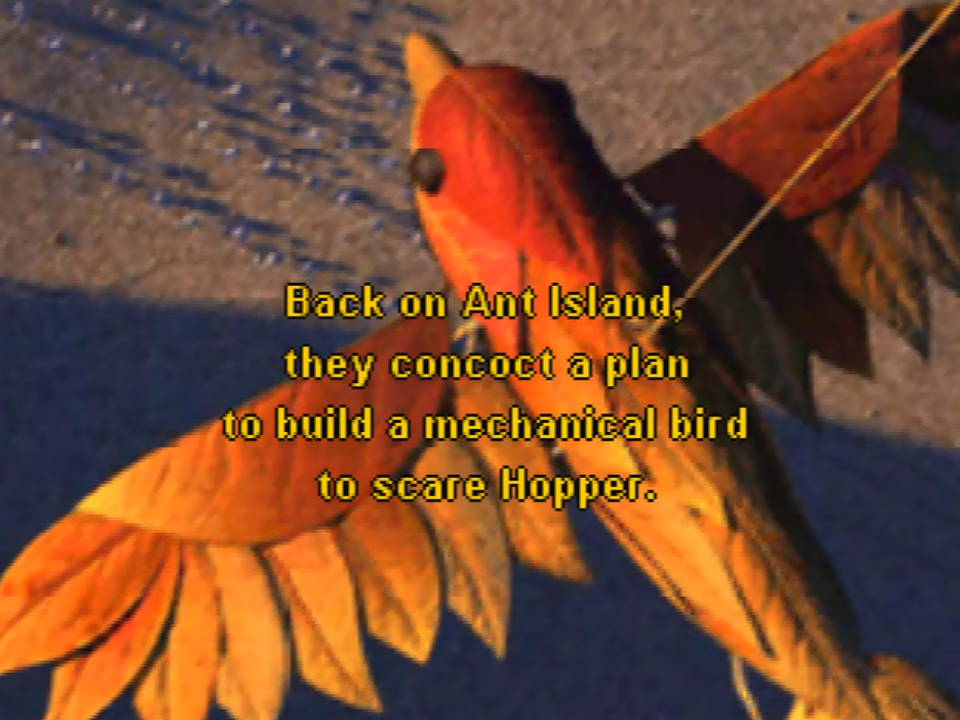 Back on Ant Island,
they concoct a plan
to build a mechanical bird
to scare Hopper.